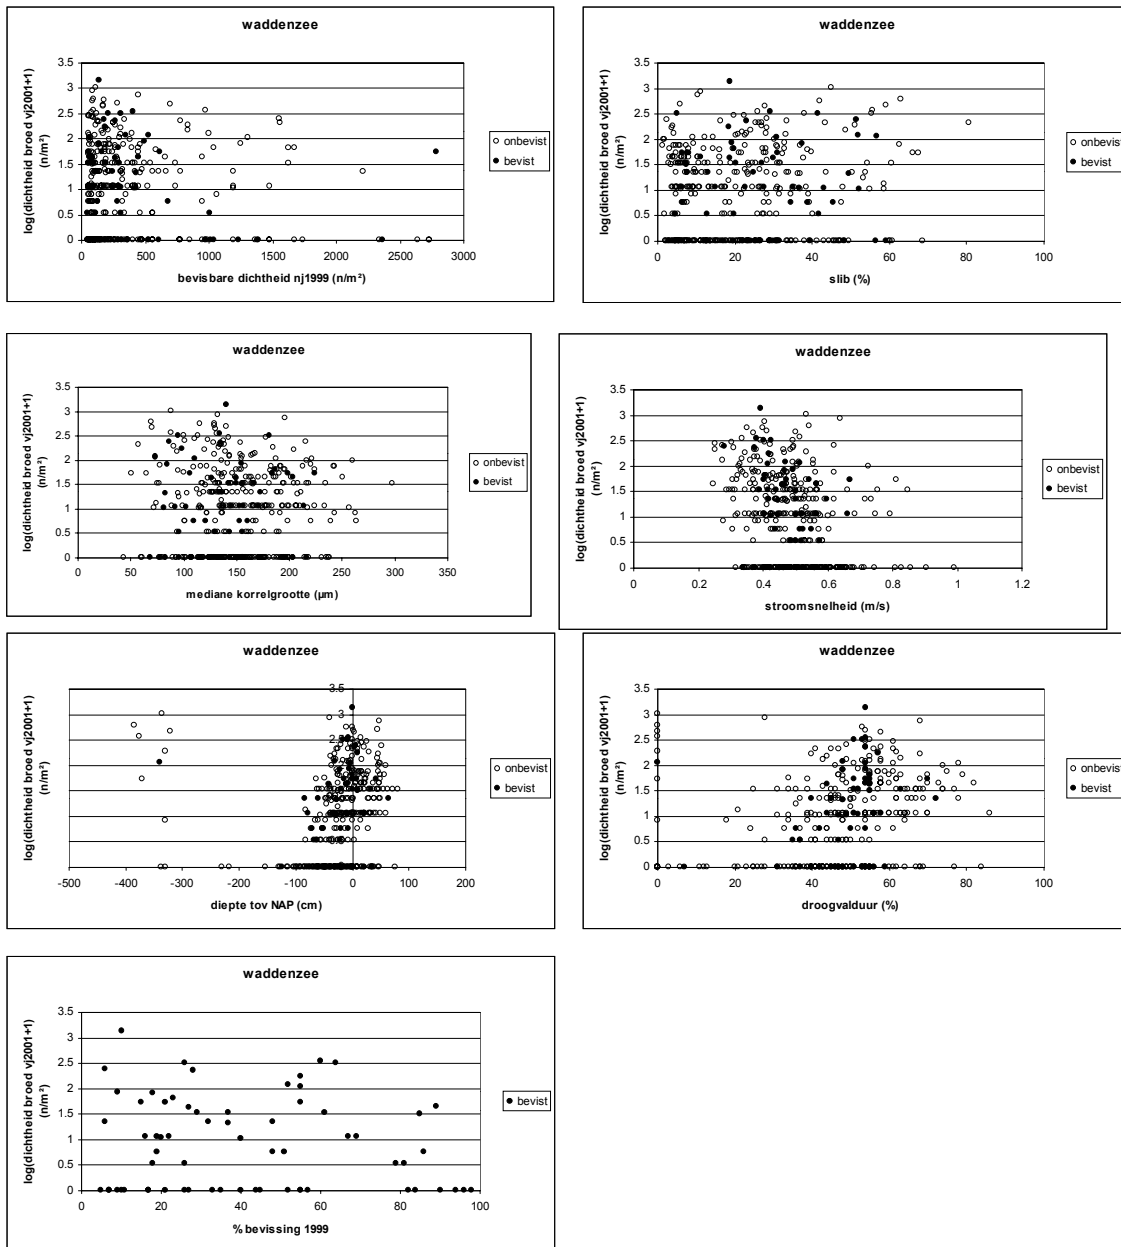 waddenzee
log(dichtheid broed vj2001+1)
(n/m²)
3.5
3
2.5
2
1.5
1
0.5
0
0 500 1000 1500 2000 2500 3000
bevisbare dichtheid nj1999 (n/m²)
onbevist
bevist
waddenzee
log(dichtheid broed vj2001+1)
(n/m²)
3.5
3
2.5
2
1.5
1
0.5
0
0 20 40 60 80 100
slib (%)
onbevist
bevist
waddenzee
log(dichtheid broed vj2001+1)
(n/m²)
3.5
3
2.5
2
1.5
1
0.5
0
0 50 100 150 200 250 300 350
mediane korrelgrootte (µm)
onbevist
bevist
waddenzee
log(dichtheid broed vj2001+1)
(n/m²)
3.5
3
2.5
2
1.5
1
0.5
0
0 0.2 0.4 0.6 0.8 1 1.2
stroomsnelheid (m/s)
onbevist
bevist
waddenzee
log(dichtheid broed vj2001+1)
(n/m²)
3.5
3
2.5
-500 -400 -300 -200 -100 0 100 200
diepte tov NAP (cm)
onbevist
bevist
waddenzee
log(dichtheid broed vj2001+1)
(n/m²)
3.5
3
2.5
2
1.5
1
0.5
0
0 20 40 60 80 100
droogvalduur (%)
onbevist
bevist
waddenzee
log(dichtheid broed vj2001+1)
(n/m²)
3.5
3
2.5
2
1.5
1
0.5
0
0 20 40 60 80 100
% bevissing 1999
bevist